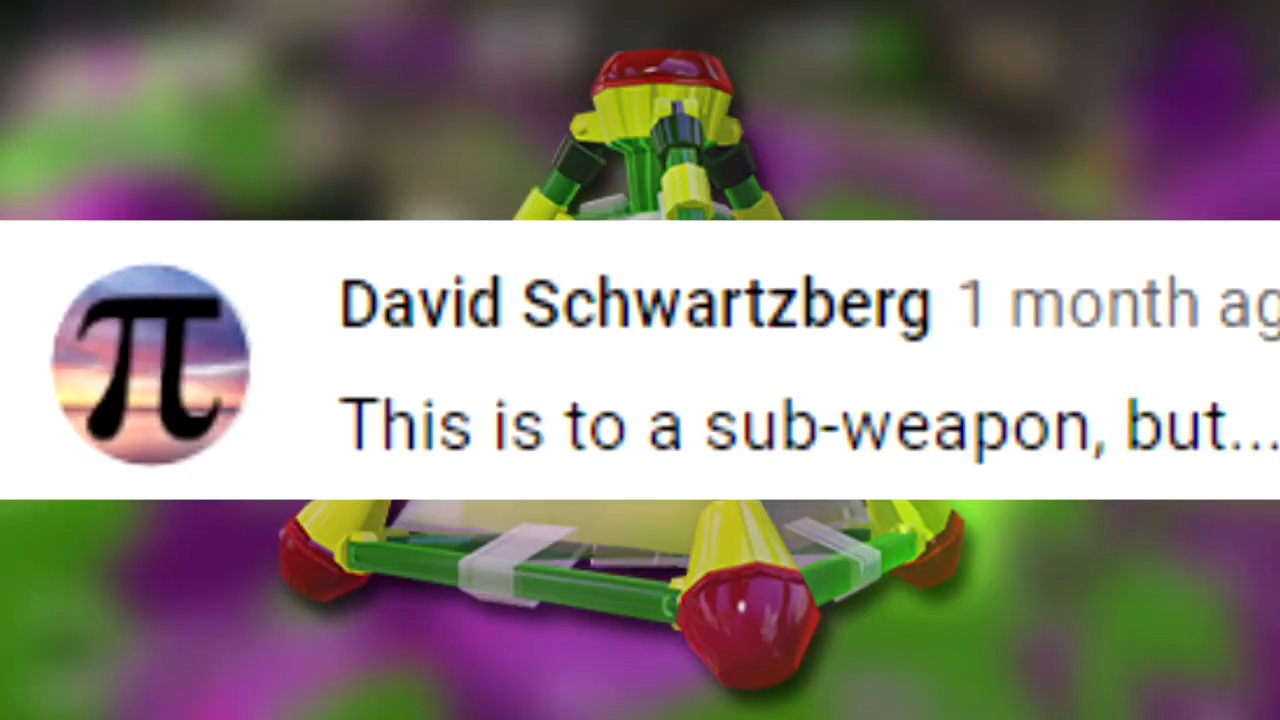 π
David Schwartzberg 1 month ag
This is to a sub-weapon, but...